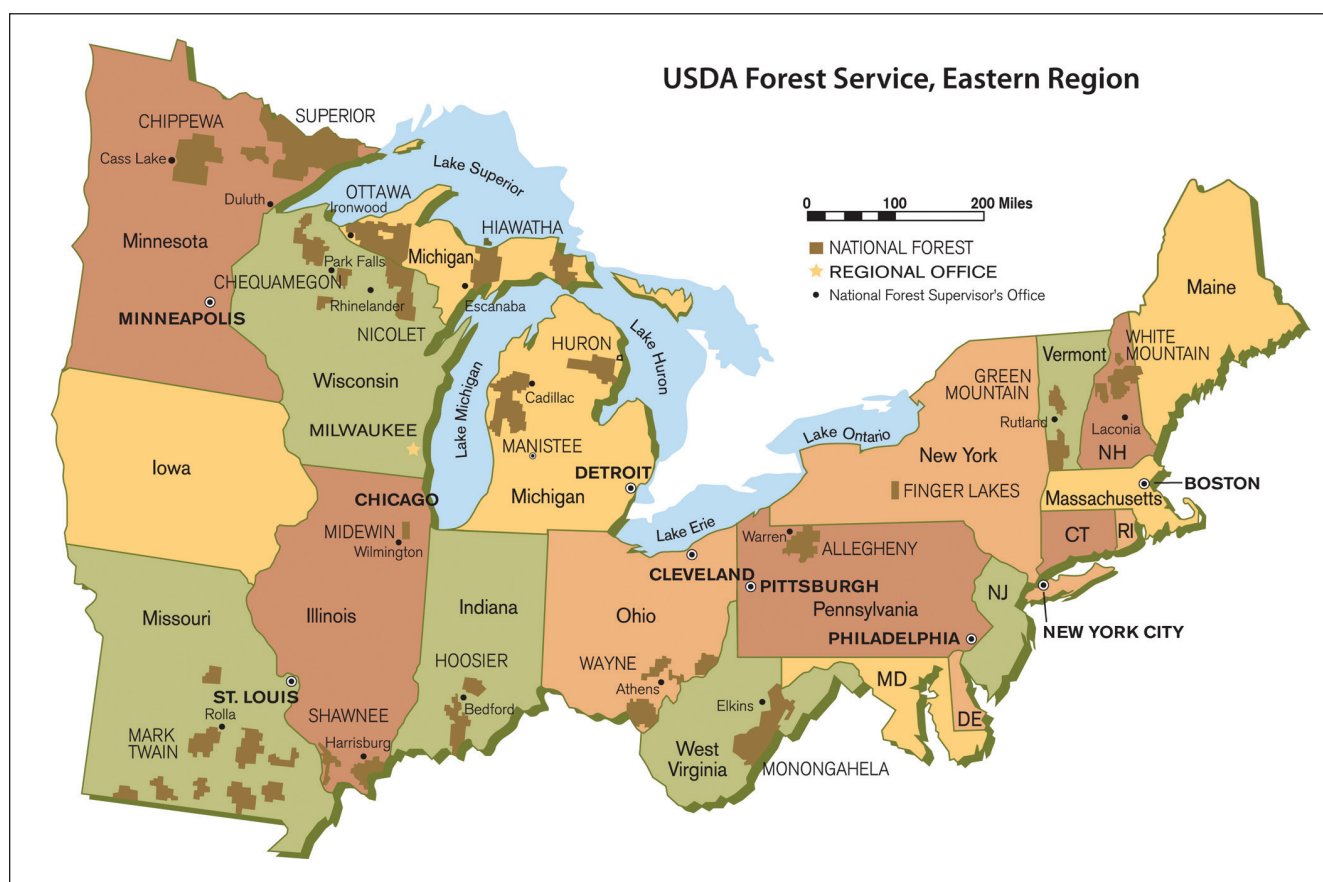 USDA Forest Service, Eastern Region
0 100 200 Miles
NATIONAL FOREST
REGIONAL OFFICE
National Forest Supervisor's Office
CHIPPEWA
SUPERIOR
Cass Lake
Duluth
Minnesota
MINNEAPOLIS
Lake Superior
OTTAWA
Ironwood
HIAWATHA
Michigan
Park Falls
CHEQUAMEGON
Rhinelander
Escanaba
NICOLET
Wisconsin
MILWAUKEE
Lake Michigan
HURON
Lake Huron
Cadillac
MANISTEE
DETROIT
Michigan
Iowa
CHICAGO
MIDEWIN
Wilmington
Missouri
Illinois
Indiana
Ohio
ST. LOUIS
Rolla
MARK
TWAIN
SHAWNEE
Harrisburg
HOOSIER
Bedford
WAYNE
Athens
Lake Erie
CLEVELAND
Warren
ALLEGHENY
PITTSBURGH
Pennsylvania
PHILADELPHIA
Elkins
West
Virginia
MONONGAHELA
MD
DE
NJ
NEW YORK CITY
Lake Ontario
New York
FINGER LAKES
GREEN
MOUNTAIN
Rutland
Vermont
WHITE
MOUNTAIN
Laconia
NH
Maine
Massachusetts
BOSTON
CT
RI